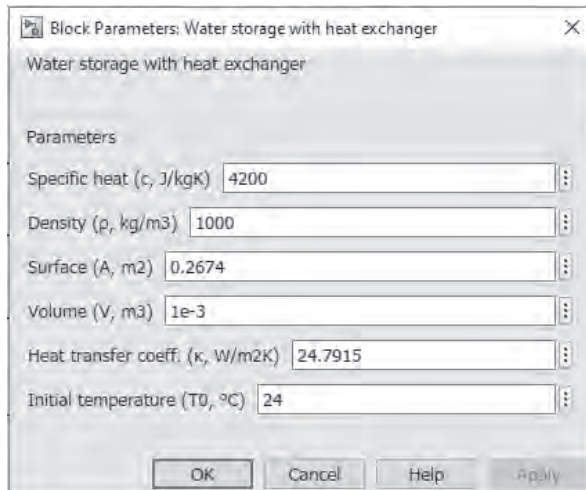 Block Parameters: Water storage with heat exchanger
Water storage with heat exchanger
Parameters
Specific heat (c, J/kgK) 4200
Density (ρ, kg/m3) 1000
Surface (A, m2) 0.2674
Volume (V, m3) 1e-3
Heat transfer coeff. (κ, W/m2K) 24.7915
Initial temperature (T0, ºC) 24
OK Cancel Help Apply